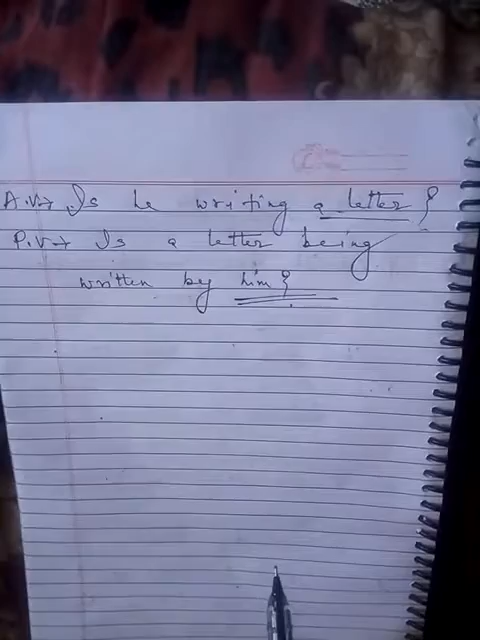 A.V→ Is he writing a letter?
P.V→ Is a letter being
written by him?